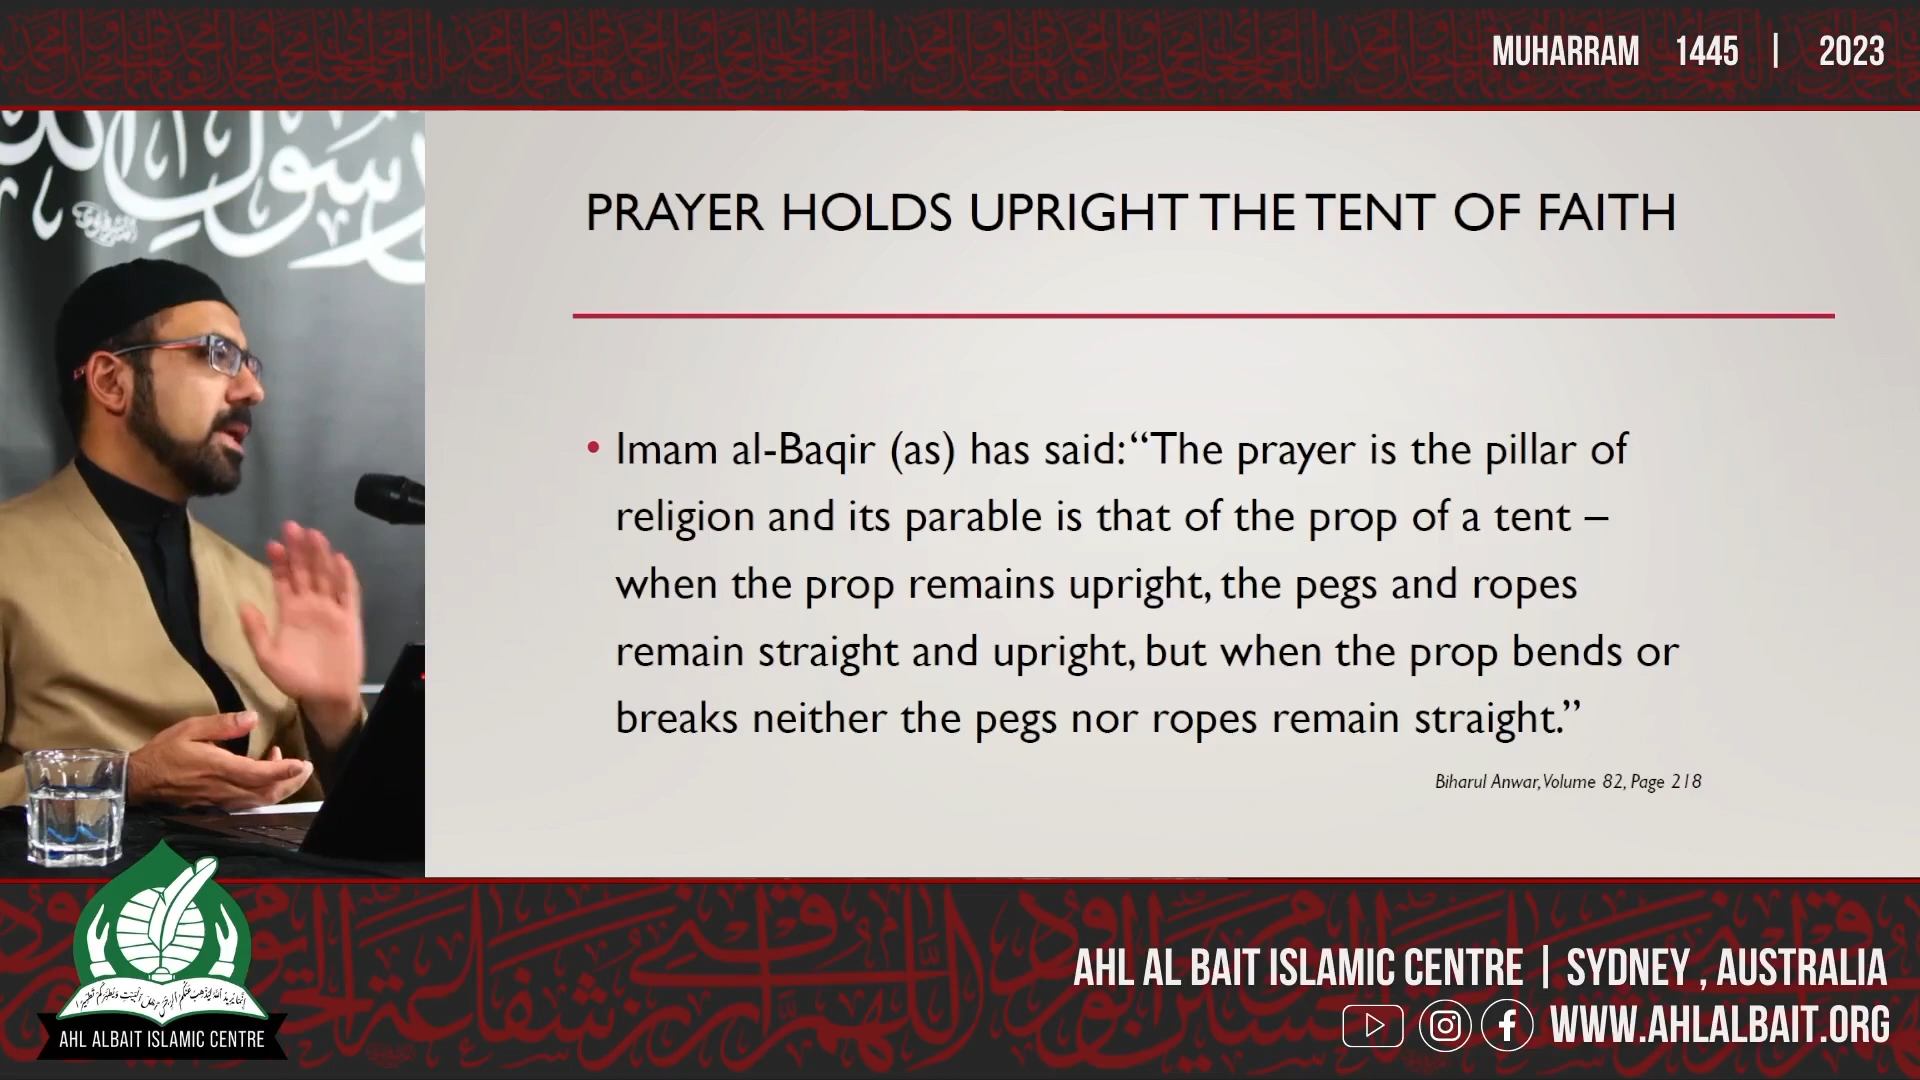 MUHARRAM 1445 | 2023
رسول الله
PRAYER HOLDS UPRIGHT THE TENT OF FAITH
• Imam al-Baqir (as) has said: “The prayer is the pillar of
religion and its parable is that of the prop of a tent –
when the prop remains upright, the pegs and ropes
remain straight and upright, but when the prop bends or
breaks neither the pegs nor ropes remain straight.”
Biharul Anwar, Volume 82, Page 218
AHL ALBAIT ISLAMIC CENTRE
AHL AL BAIT ISLAMIC CENTRE | SYDNEY , AUSTRALIA
WWW.AHLALBAIT.ORG